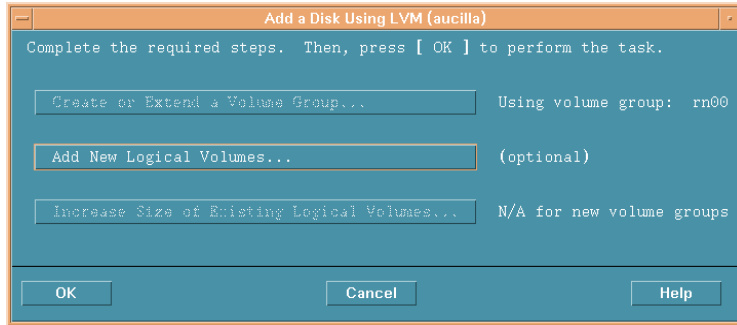 Add a Disk Using LVM (aucilla)
Complete the required steps. Then, press [ OK ] to perform the task.
Create or Extend a Volume Group... Using volume group: rn00
Add New Logical Volumes... (optional)
Increase Size of Existing Logical Volumes... N/A for new volume groups
OK Cancel Help